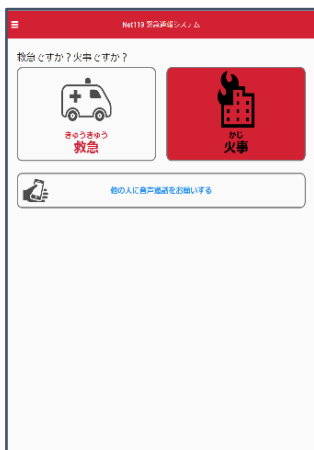 Net119 緊急通報システム
救急ですか?火事ですか?
きゅうきゅう
救急
かじ
火事
他の人に音声通話をお願いする